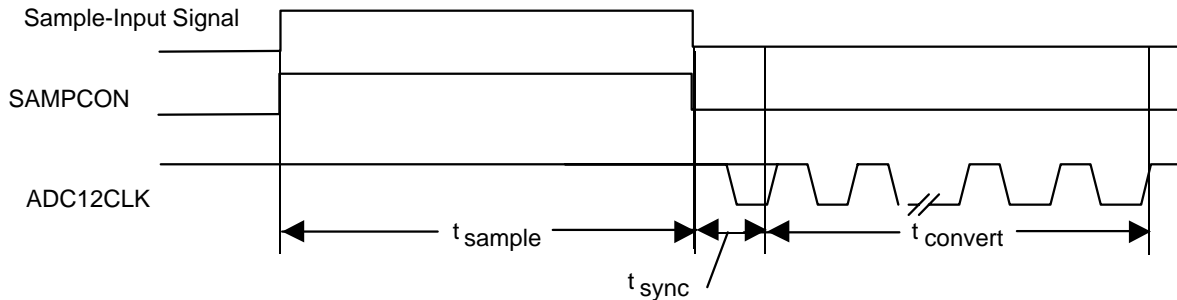 Sample-Input Signal
SAMPCON
ADC12CLK
t sample
t convert
t sync